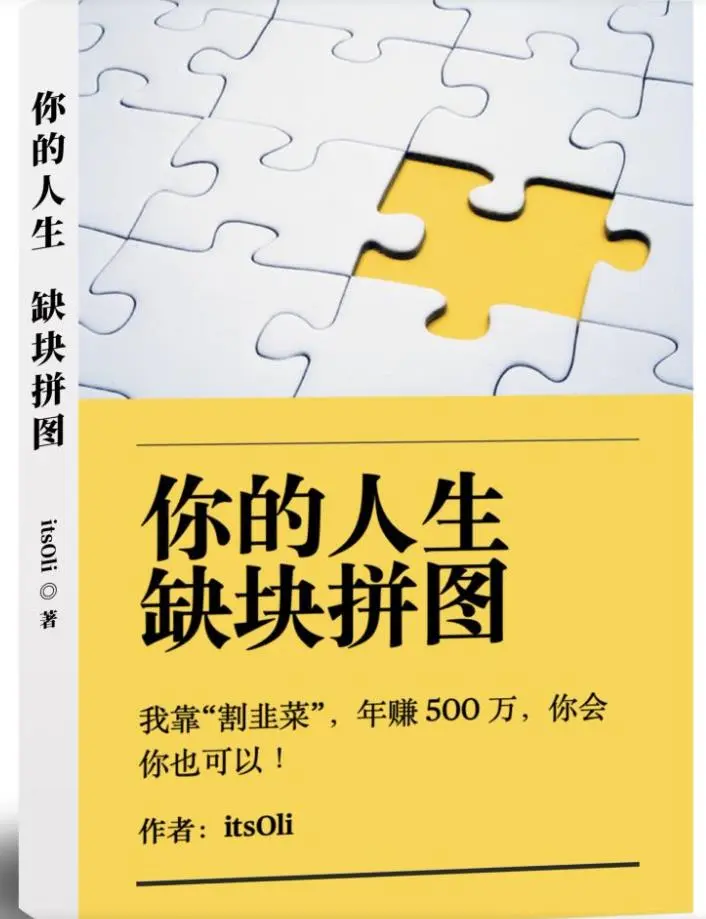 你的人生 缺块拼图
itsOli ◎ 著
你的人生
缺块拼图
我靠“割韭菜”，年赚 500 万，你会
你也可以！
作者：itsOli